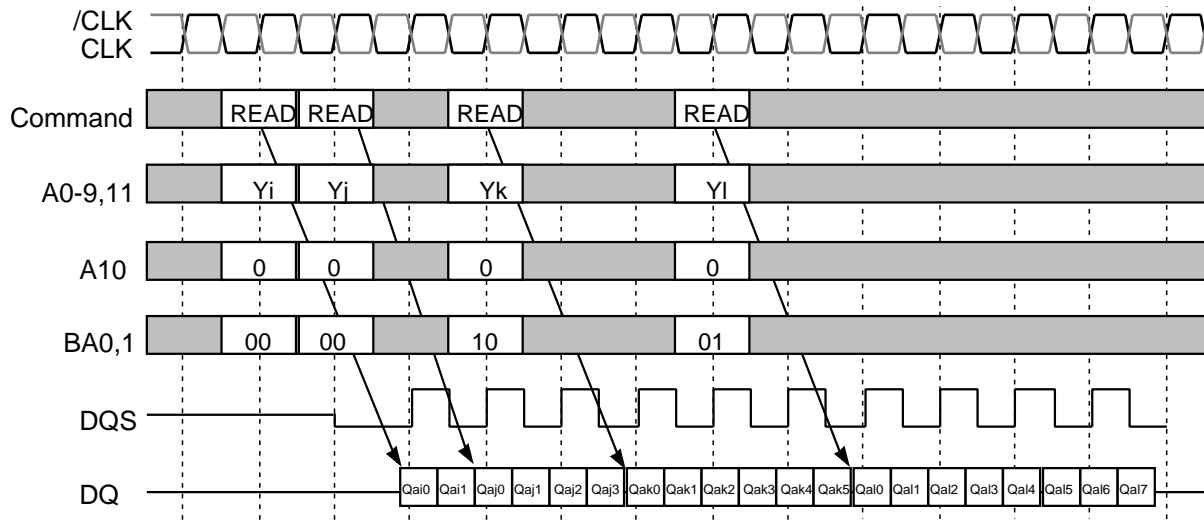 /CLK
CLK
Command READ READ READ READ
A0-9,11 Yi Yj Yk Yl
A10 0 0 0 0
BA0,1 00 00 10 01
DQS
DQ Qai0 Qai1 Qaj0 Qaj1 Qaj2 Qaj3 Qak0 Qak1 Qak2 Qak3 Qak4 Qak5 Qal0 Qal1 Qal2 Qal3 Qal4 Qal5 Qal6 Qal7